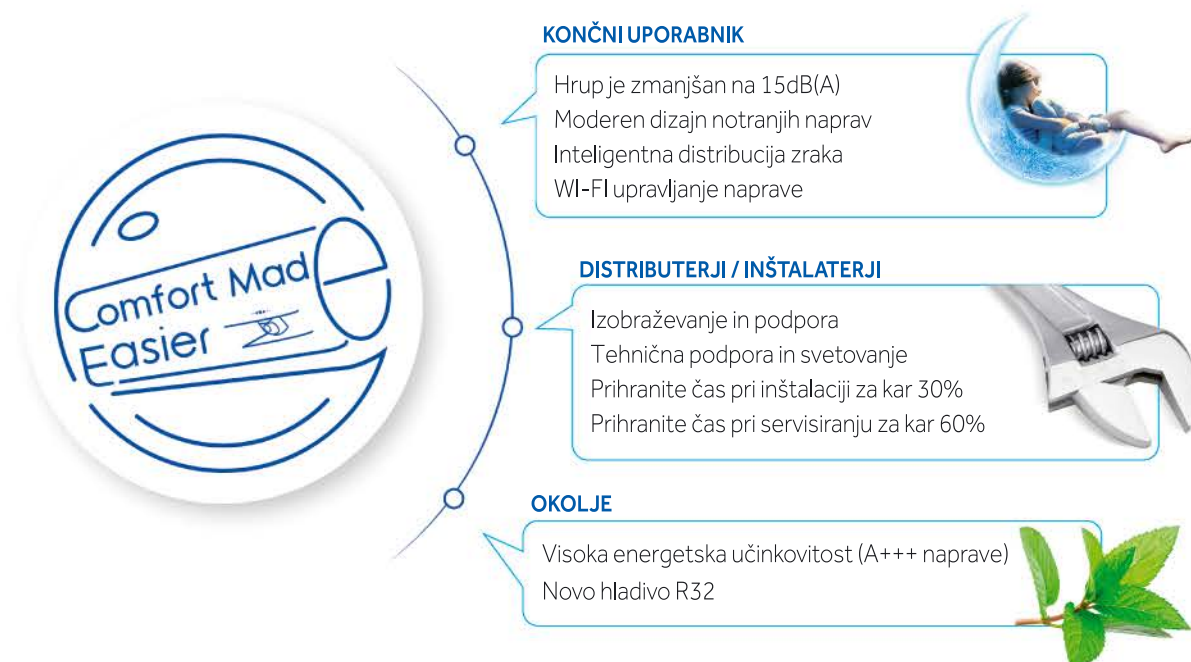 Comfort Made
Easier
KONČNI UPORABNIK
Hrup je zmanjšan na 15dB(A)
Moderen dizajn notranjih naprav
Inteligentna distribucija zraka
WI-FI upravljanje naprave
DISTRIBUTERJI / INŠTALATERJI
Izobraževanje in podpora
Tehnična podpora in svetovanje
Prihranite čas pri inštalaciji za kar 30%
Prihranite čas pri servisiranju za kar 60%
OKOLJE
Visoka energetska učinkovitost (A+++ naprave)
Novo hladivo R32